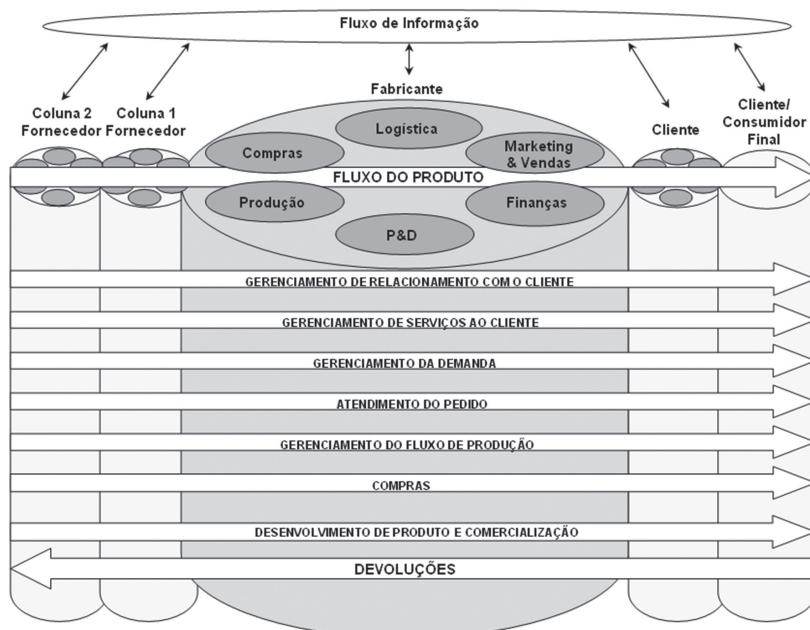 Fluxo de Informação
Coluna 2
Fornecedor
Coluna 1
Fornecedor
Fabricante
Cliente
Cliente/
Consumidor
Final
Logística
Compras
Marketing
& Vendas
FLUXO DO PRODUTO
Produção
Finanças
P&D
GERENCIAMENTO DE RELACIONAMENTO COM O CLIENTE
GERENCIAMENTO DE SERVIÇOS AO CLIENTE
GERENCIAMENTO DA DEMANDA
ATENDIMENTO DO PEDIDO
GERENCIAMENTO DO FLUXO DE PRODUÇÃO
COMPRAS
DESENVOLVIMENTO DE PRODUTO E COMERCIALIZAÇÃO
DEVOLUÇÕES